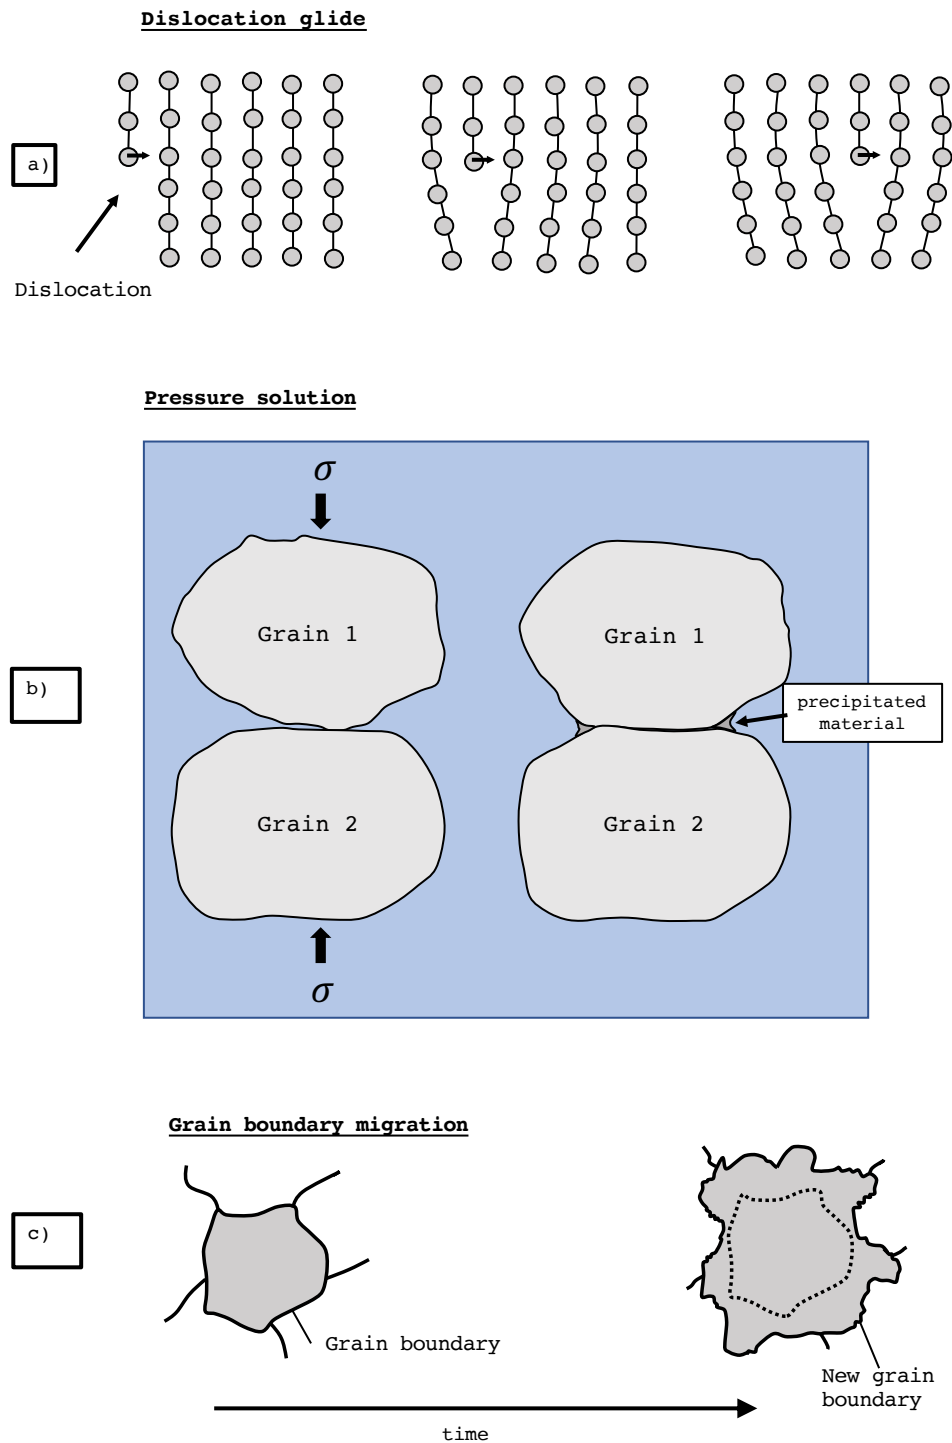 Dislocation glide
a)
Dislocation
Pressure solution
σ
Grain 1
Grain 1
b)
precipitated
material
Grain 2
Grain 2
σ
Grain boundary migration
c)
Grain boundary
New grain
boundary
time